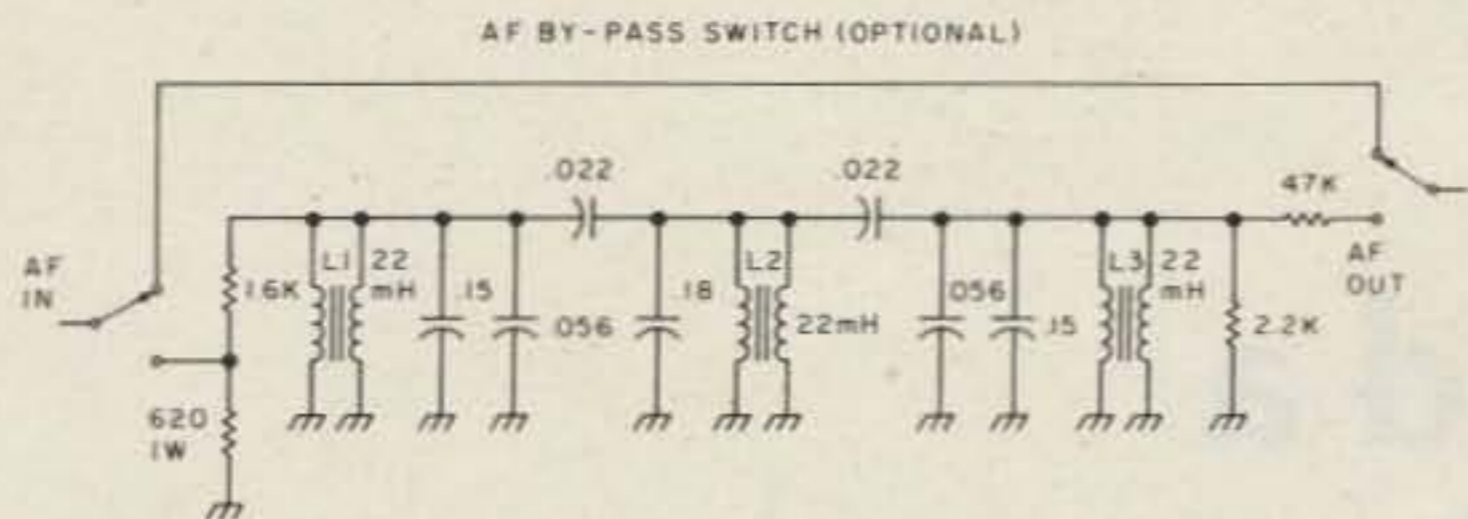 AF BY-PASS SWITCH (OPTIONAL)
.022
.022
47K
AF
IN
1.6K
L1
22
mH
.15
.056
.18
L2
22mH
.056
.15
L3
22
mH
2.2K
AF
OUT
620
1W